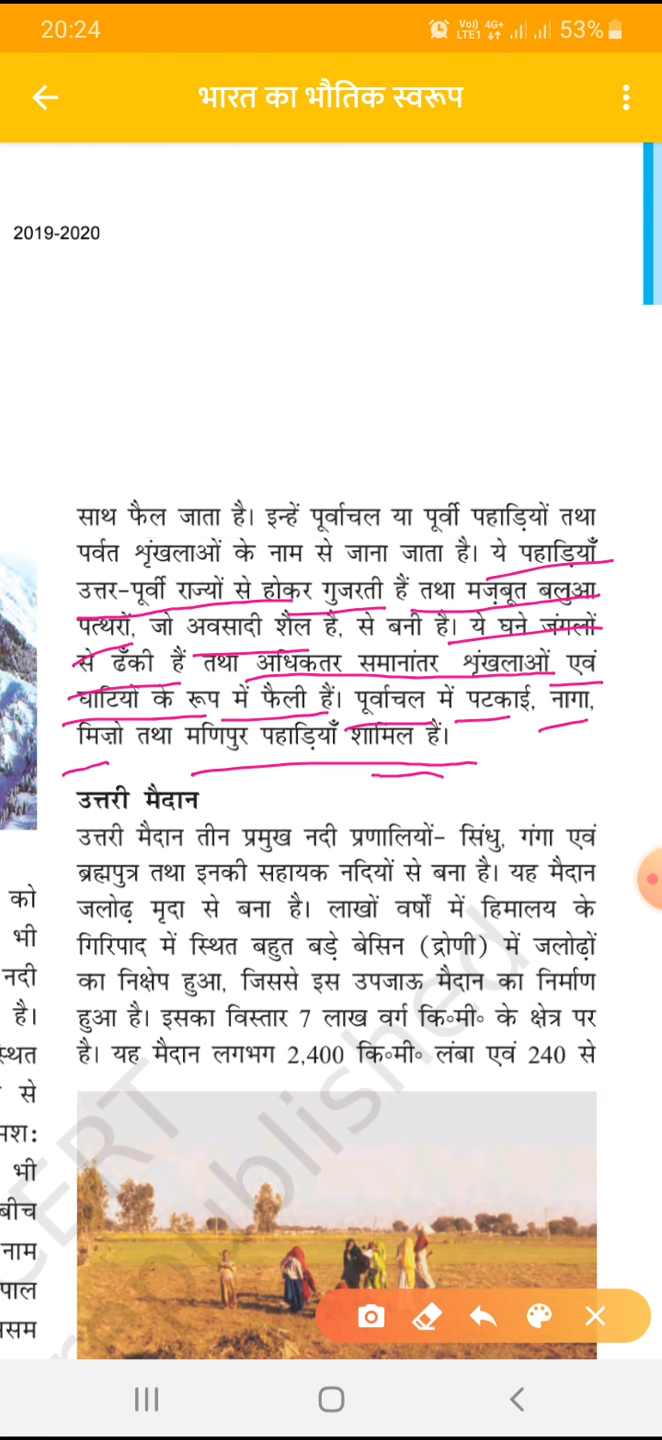 20:24
Vo)) 4G+
LTE1 53%
भारत का भौतिक स्वरूप
2019-2020
साथ फैल जाता है। इन्हें पूर्वाचल या पूर्वी पहाड़ियों तथा
पर्वत शृंखलाओं के नाम से जाना जाता है। ये पहाड़ियाँ
उत्तर-पूर्वी राज्यों से होकर गुजरती हैं तथा मज़बूत बलुआ
पत्थरों, जो अवसादी शैल है, से बनी है। ये घने जंगलों
से ढँकी हैं तथा अधिकतर समानांतर शृंखलाओं एवं
घाटियों के रूप में फैली हैं। पूर्वाचल में पटकाई, नागा,
मिज़ो तथा मणिपुर पहाड़ियाँ शामिल हैं।
उत्तरी मैदान
उत्तरी मैदान तीन प्रमुख नदी प्रणालियों- सिंधु, गंगा एवं
ब्रह्मपुत्र तथा इनकी सहायक नदियों से बना है। यह मैदान
जलोढ़ मृदा से बना है। लाखों वर्षों में हिमालय के
गिरिपाद में स्थित बहुत बड़े बेसिन (द्रोणी) में जलोढ़ों
का निक्षेप हुआ, जिससे इस उपजाऊ मैदान का निर्माण
हुआ है। इसका विस्तार 7 लाख वर्ग कि॰मी॰ के क्षेत्र पर
है। यह मैदान लगभग 2,400 कि॰मी॰ लंबा एवं 240 से
को
भी
नदी
है।
से
भी
बीच
नाम
published